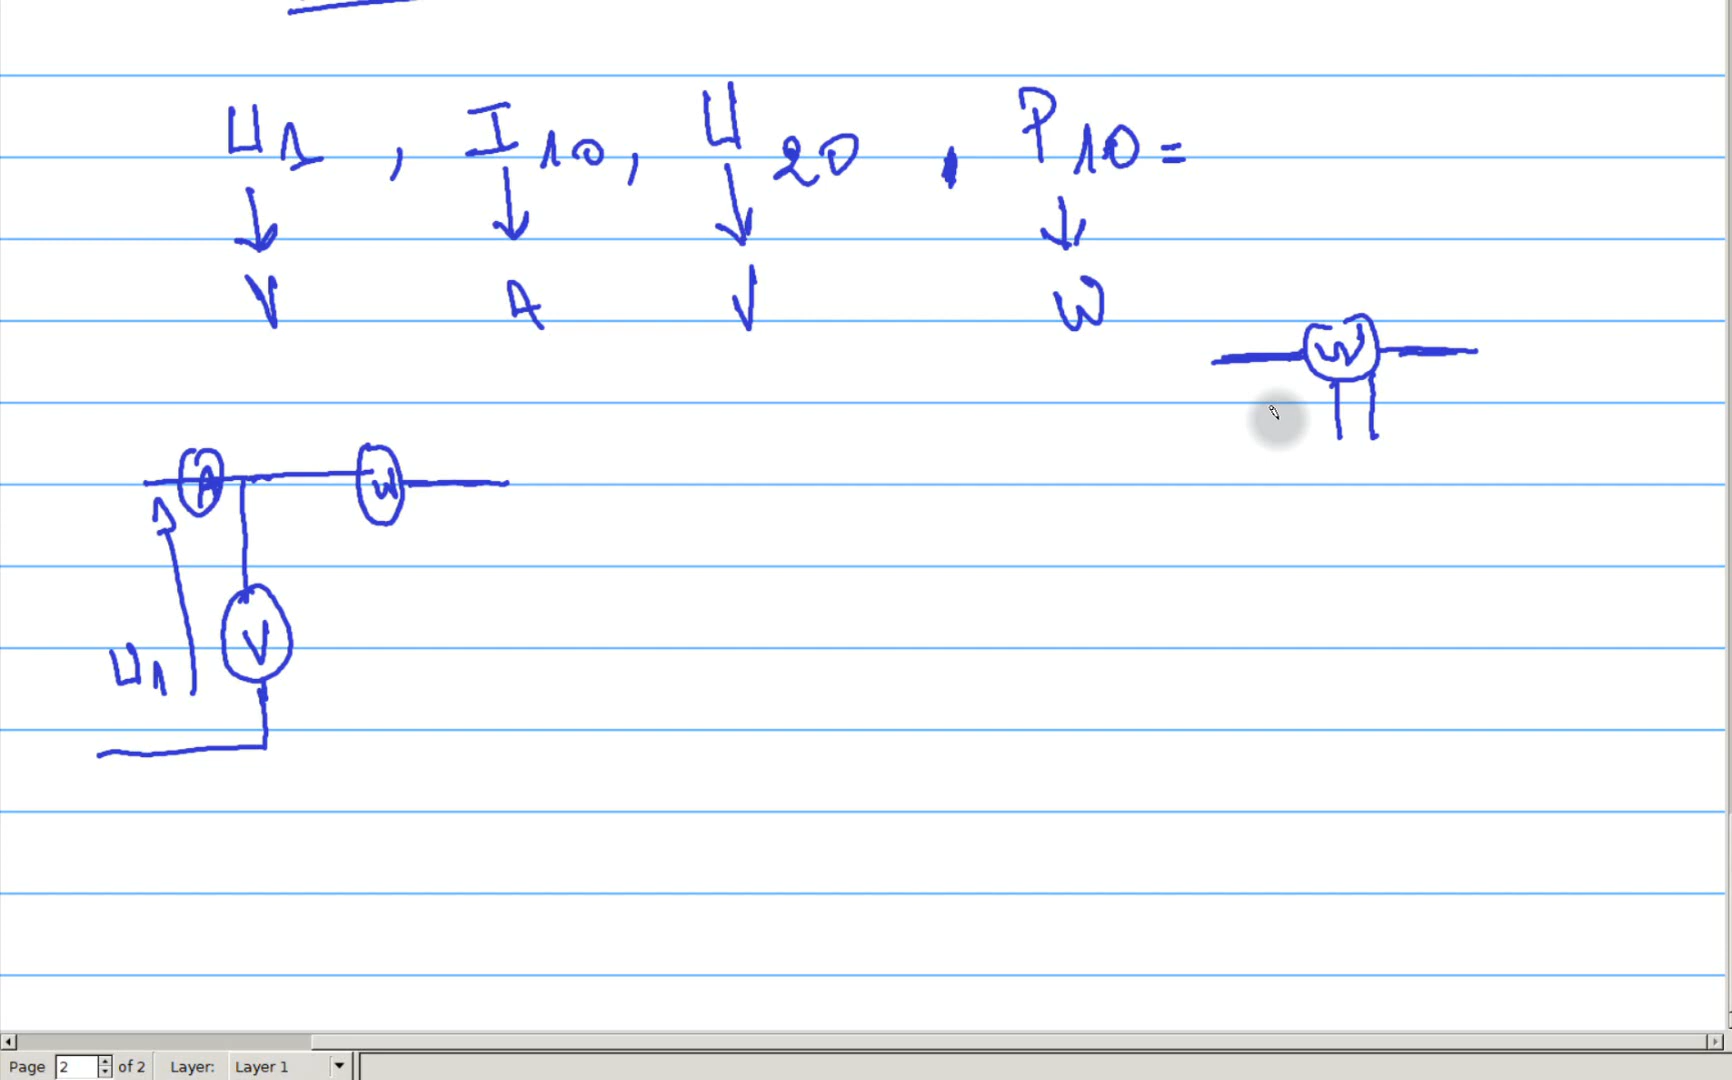 U1 , I10, U20 , P10 =
V A V W
W
A W
V
U1
Page 2 of 2 Layer: Layer 1